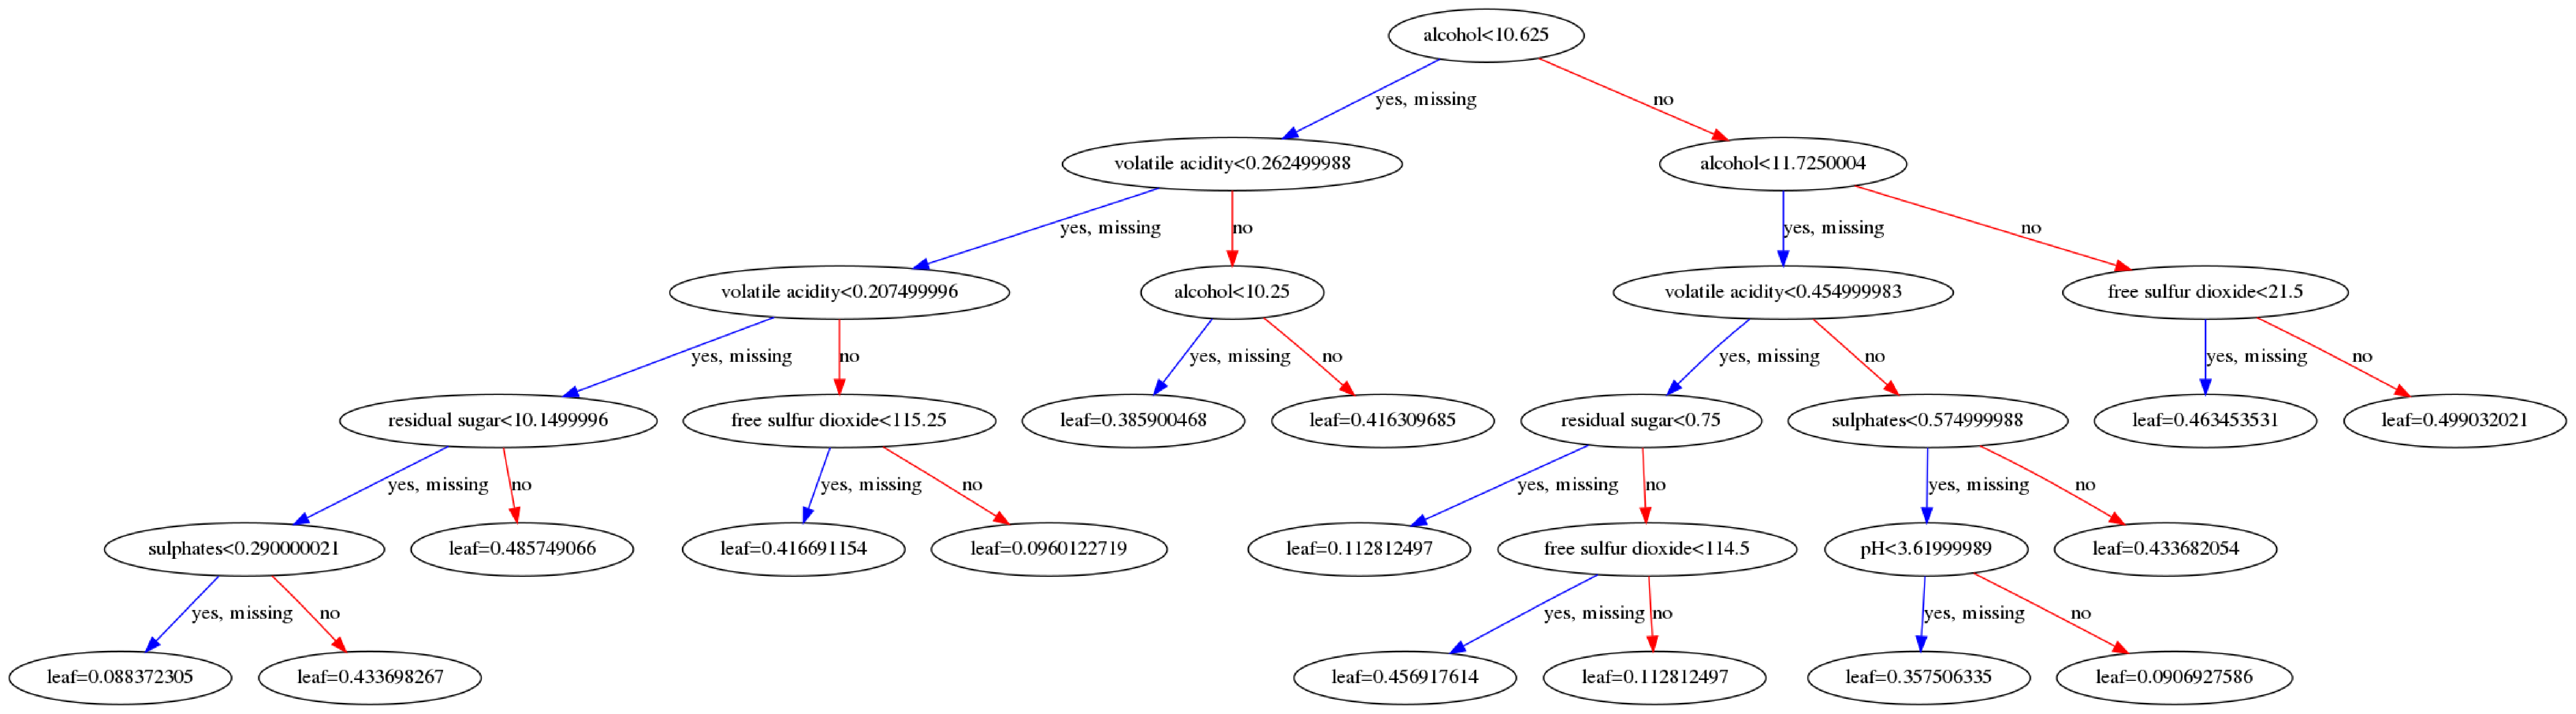 alcohol<10.625
yes, missing
no
volatile acidity<0.262499988
alcohol<11.7250004
yes, missing
no
yes, missing
no
volatile acidity<0.207499996
alcohol<10.25
volatile acidity<0.454999983
free sulfur dioxide<21.5
yes, missing
no
yes, missing
no
yes, missing
no
yes, missing
no
residual sugar<10.1499996
free sulfur dioxide<115.25
leaf=0.385900468
leaf=0.416309685
residual sugar<0.75
sulphates<0.574999988
leaf=0.463453531
leaf=0.499032021
yes, missing
no
yes, missing
no
yes, missing
no
yes, missing
no
sulphates<0.290000021
leaf=0.485749066
leaf=0.416691154
leaf=0.0960122719
leaf=0.112812497
free sulfur dioxide<114.5
pH<3.61999989
leaf=0.433682054
yes, missing
no
yes, missing
no
yes, missing
no
leaf=0.088372305
leaf=0.433698267
leaf=0.456917614
leaf=0.112812497
leaf=0.357506335
leaf=0.0906927586